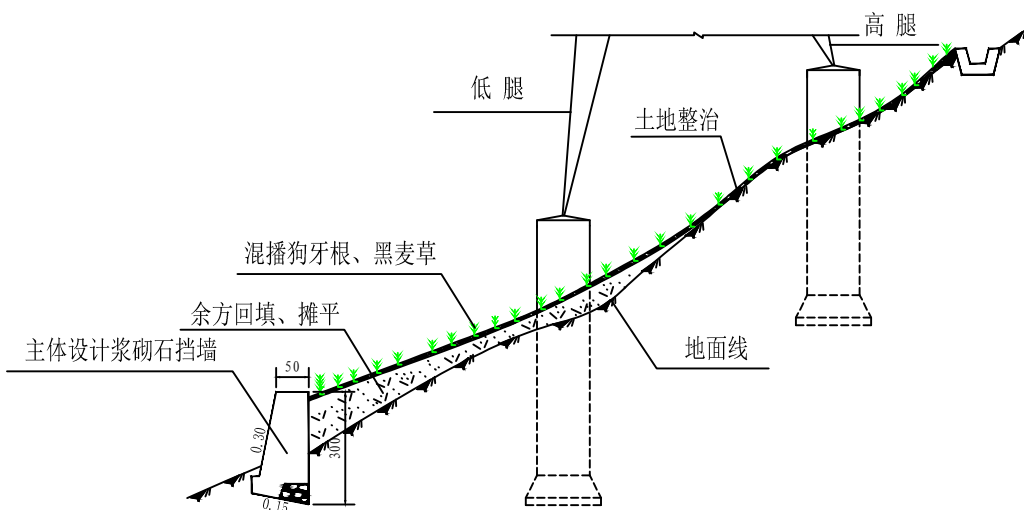 高 腿
低 腿
土地整治
混播狗牙根、黑麦草
余方回填、摊平
主体设计浆砌石挡墙
地面线
50
0.30
300
0.15